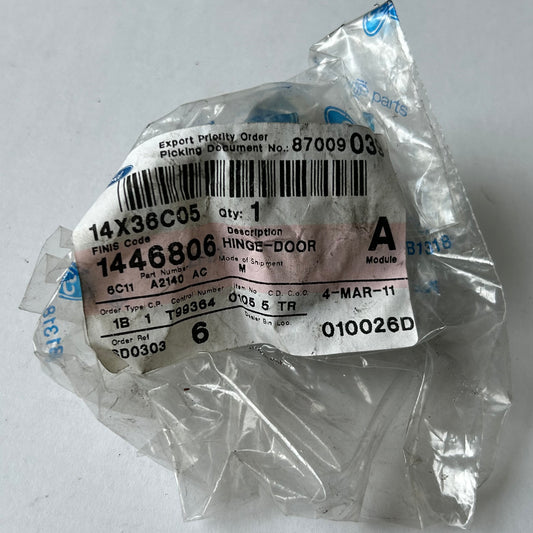 parts
Export Priority Order
Picking Document No.: 87009 03
14X36C05 Qty: 1
FINIS Code Description
1446806 HINGE-DOOR A
Part Number Mode of Shipment Module
6C11 A2140 AC M
Order Type C.P. Control Number Item No C.D. C.o.O. 4-MAR-11
1B 1 T99364 0105 5 TR
Order Ref Dealer Bin Loc. 010026D
D0303 6
B1318
B1318